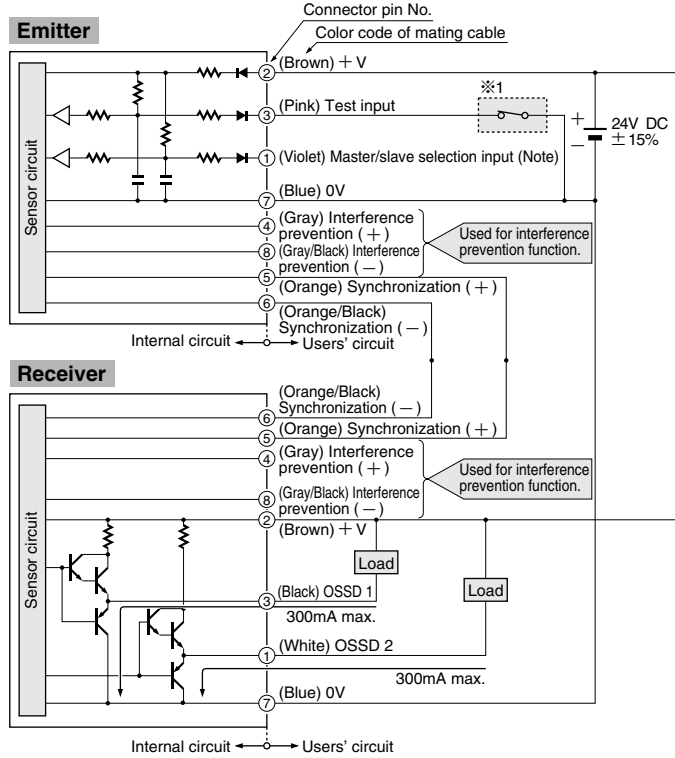 Connector pin No.
Color code of mating cable
Emitter
Sensor circuit
2 (Brown) +V
3 (Pink) Test input
※1
+
−
24V DC
±15%
1 (Violet) Master/slave selection input (Note)
7 (Blue) 0V
4 (Gray) Interference
prevention (+)
8 (Gray/Black) Interference
prevention (−)
Used for interference
prevention function.
5 (Orange) Synchronization (+)
6 (Orange/Black)
Synchronization (−)
Internal circuit
Users' circuit
Receiver
Sensor circuit
(Orange/Black)
6 Synchronization (−)
5 (Orange) Synchronization (+)
4 (Gray) Interference
prevention (+)
8 (Gray/Black) Interference
prevention (−)
Used for interference
prevention function.
2 (Brown) +V
Load
Load
3 (Black) OSSD 1
300mA max.
1 (White) OSSD 2
300mA max.
7 (Blue) 0V
Internal circuit
Users' circuit